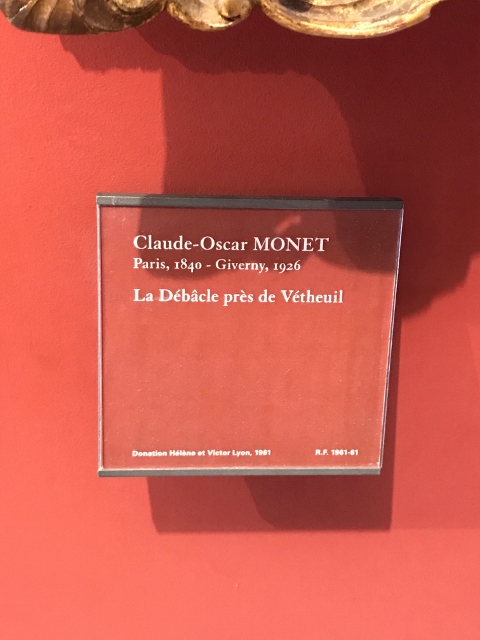 Claude-Oscar MONET
Paris, 1840 - Giverny, 1926
La Débâcle près de Vétheuil
Donation Hélène et Victor Lyon, 1961 R.F. 1961-61